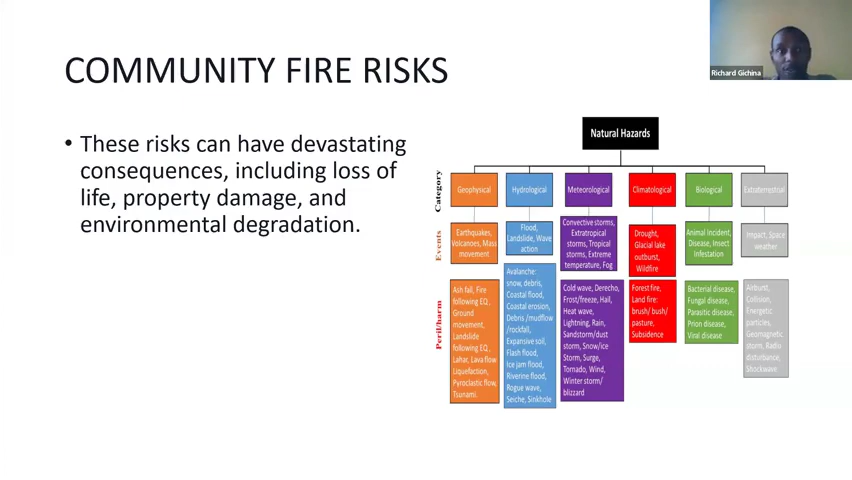 COMMUNITY FIRE RISKS
Richard Gichina
• These risks can have devastating
consequences, including loss of
life, property damage, and
environmental degradation.
Natural Hazards
Category
Geophysical
Hydrological
Meteorological
Climatological
Biological
Extraterrestrial
Events
Earthquakes,
Volcanoes, Mass
movement
Flood,
Landslide, Wave
action
Convective storms,
Extratropical
storms, Tropical
storms, Extreme
temperature, Fog
Drought,
Glacial lake
outburst,
Wildfire
Animal Incident,
Disease, Insect
Infestation
Impact, Space
weather
Peril/harm
Ash fall, Fire
following EQ,
Ground
movement,
Landslide
following EQ,
Lahar, Lava flow
Liquefaction,
Pyroclastic flow,
Tsunami.
Avalanche:
snow, debris,
Coastal flood,
Coastal erosion,
Debris /mudflow
/rockfall,
Expansive soil,
Flash flood,
Ice jam flood,
Riverine flood,
Rogue wave,
Seiche, Sinkhole
Cold wave, Derecho,
Frost/freeze, Hail,
Heat wave,
Lightning, Rain,
Sandstorm/dust
storm, Snow/ice
Storm, Surge,
Tornado, Wind,
Winter storm/
blizzard
Forest fire,
Land fire:
brush/ bush/
pasture,
Subsidence
Bacterial disease,
Fungal disease,
Parasitic disease,
Prion disease,
Viral disease
Airburst,
Collision,
Energetic
particles,
Geomagnetic
storm, Radio
disturbance,
Shockwave